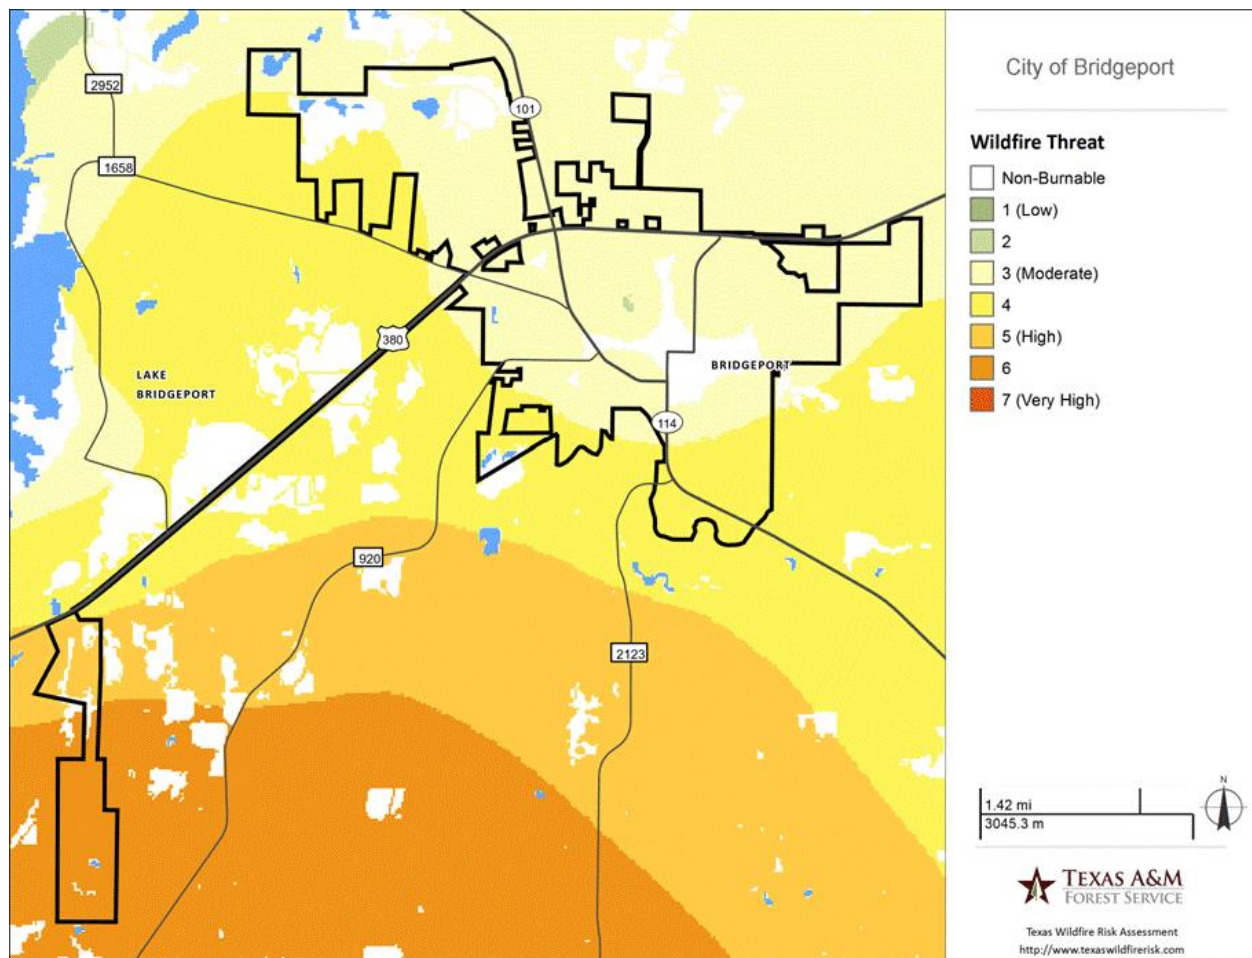 2952
1658
101
380
LAKE
BRIDGEPORT
BRIDGEPORT
114
920
2123
City of Bridgeport
Wildfire Threat
Non-Burnable
1 (Low)
2
3 (Moderate)
4
5 (High)
6
7 (Very High)
1.42 mi
3045.3 m
N
TEXAS A&M
FOREST SERVICE
Texas Wildfire Risk Assessment
http://www.texaswildfirerisk.com